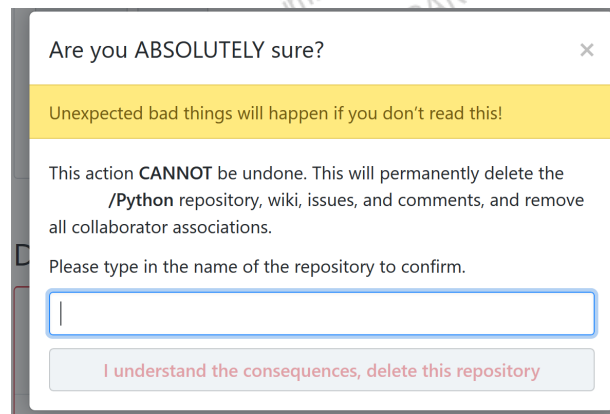 Are you ABSOLUTELY sure?
×
Unexpected bad things will happen if you don’t read this!
This action CANNOT be undone. This will permanently delete the
/Python repository, wiki, issues, and comments, and remove
all collaborator associations.
Please type in the name of the repository to confirm.
I understand the consequences, delete this repository